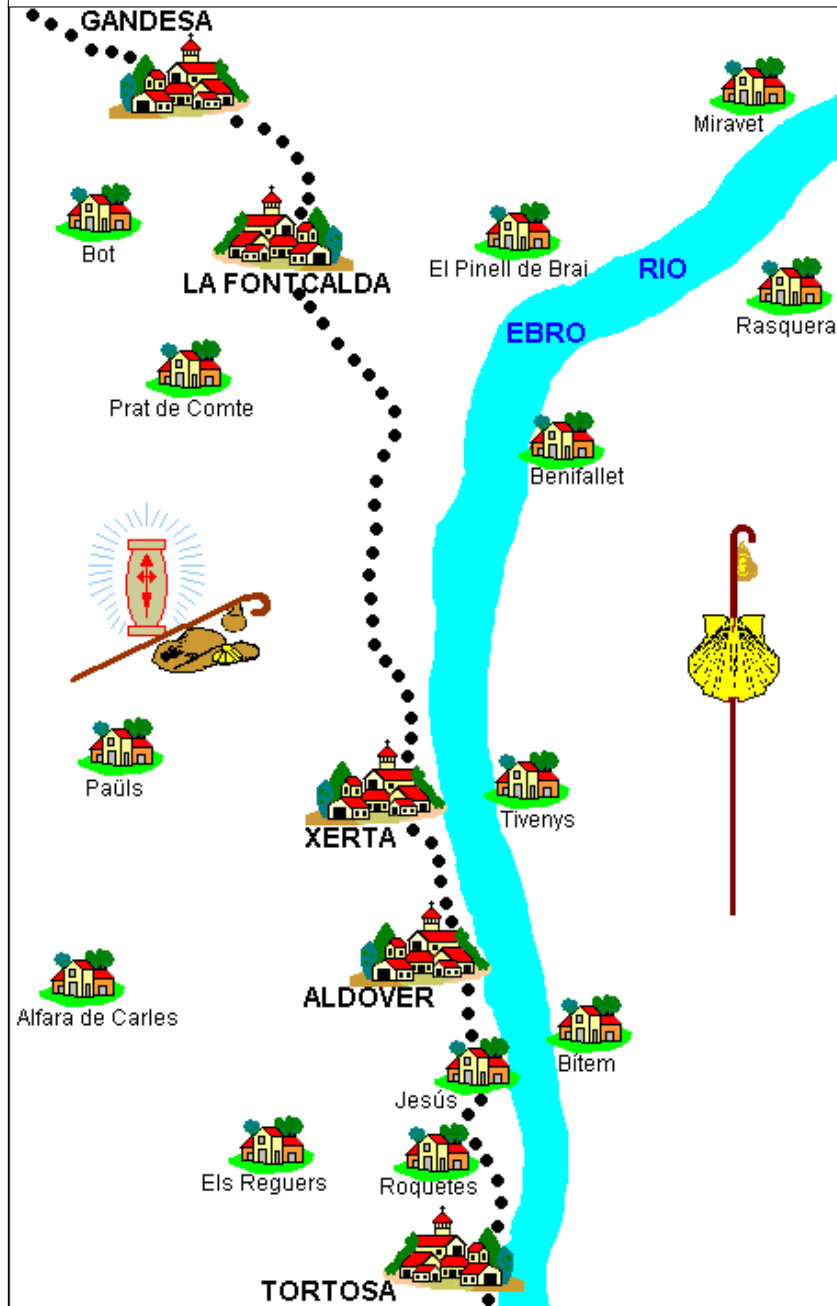 GANDESA
Miravet
Bot
El Pinell de Brai
RIO
LA FONTCALDA
Rasquera
EBRO
Prat de Comte
Benifallet
Paüls
Tivenys
XERTA
ALDOVER
Alfara de Carles
Bítem
Jesús
Els Reguers
Roquetes
TORTOSA